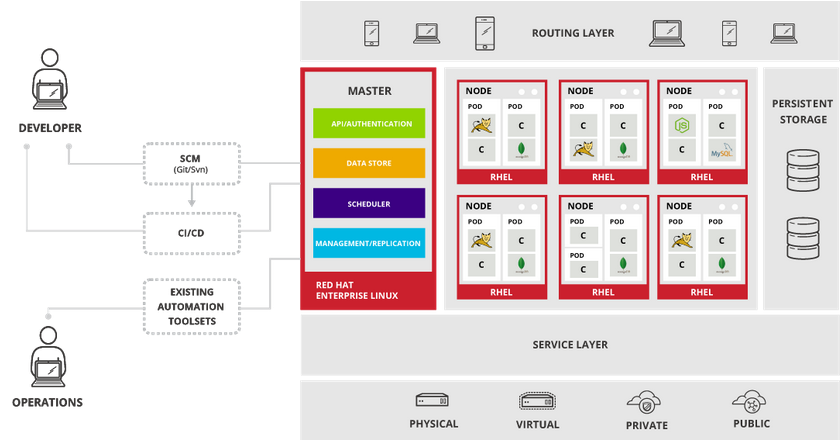 ROUTING LAYER
DEVELOPER
SCM
(Git/Svn)
CI/CD
EXISTING
AUTOMATION
TOOLSETS
OPERATIONS
MASTER
API/AUTHENTICATION
DATA STORE
SCHEDULER
MANAGEMENT/REPLICATION
RED HAT
ENTERPRISE LINUX
NODE
POD
POD
C
C
RHEL
NODE
POD
POD
C
C
RHEL
NODE
POD
POD
JS
C
C
MySQL
RHEL
NODE
POD
POD
C
C
RHEL
NODE
POD
C
POD
C
POD
C
RHEL
NODE
POD
POD
C
C
RHEL
PERSISTENT
STORAGE
SERVICE LAYER
PHYSICAL
VIRTUAL
PRIVATE
PUBLIC